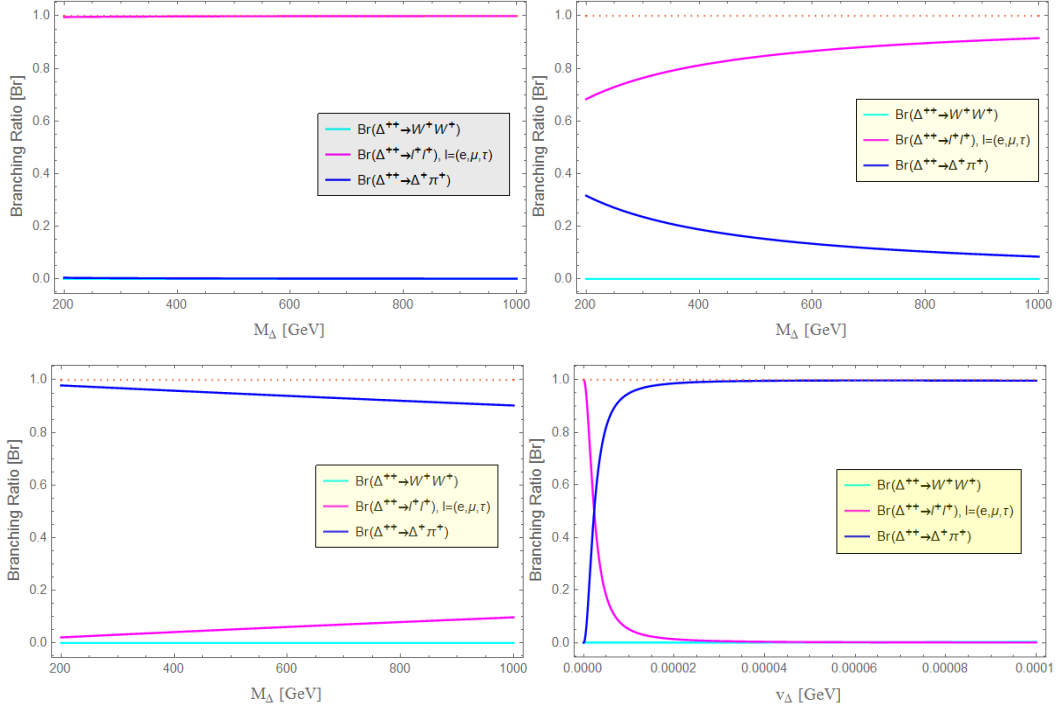 Branching Ratio [Br]
1.0
0.8
0.6
0.4
0.2
0.0
Br(Δ⁺⁺→W⁺W⁺)
Br(Δ⁺⁺→l⁺l⁺), l=(e,μ,τ)
Br(Δ⁺⁺→Δ⁺π⁺)
200 400 600 800 1000
M_Δ [GeV]
Branching Ratio [Br]
1.0
0.8
0.6
0.4
0.2
0.0
Br(Δ⁺⁺→W⁺W⁺)
Br(Δ⁺⁺→l⁺l⁺), l=(e,μ,τ)
Br(Δ⁺⁺→Δ⁺π⁺)
200 400 600 800 1000
M_Δ [GeV]
Branching Ratio [Br]
1.0
0.8
0.6
0.4
0.2
0.0
Br(Δ⁺⁺→W⁺W⁺)
Br(Δ⁺⁺→l⁺l⁺), l=(e,μ,τ)
Br(Δ⁺⁺→Δ⁺π⁺)
200 400 600 800 1000
M_Δ [GeV]
Branching Ratio [Br]
1.0
0.8
0.6
0.4
0.2
0.0
Br(Δ⁺⁺→W⁺W⁺)
Br(Δ⁺⁺→l⁺l⁺), l=(e,μ,τ)
Br(Δ⁺⁺→Δ⁺π⁺)
0.00000 0.00002 0.00004 0.00006 0.00008 0.0001
v_Δ [GeV]